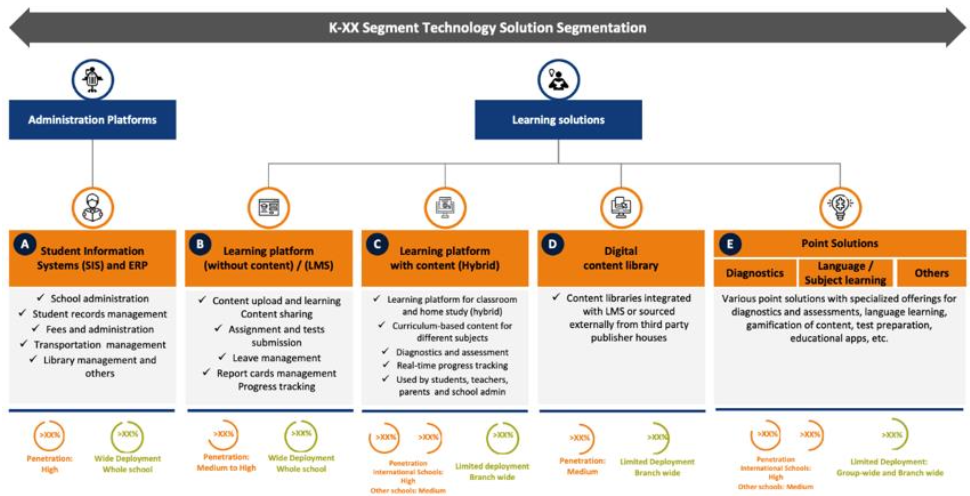 K-XX Segment Technology Solution Segmentation
Administration Platforms
Learning solutions
A
Student Information
Systems (SIS) and ERP
✓ School administration
✓ Student records management
✓ Fees and administration
✓ Transportation management
✓ Library management and
others
B
Learning platform
(without content) / (LMS)
✓ Content upload and learning
Content sharing
✓ Assignment and tests
submission
✓ Leave management
✓ Report cards management
Progress tracking
C
Learning platform
with content (Hybrid)
✓ Learning platform for classroom
and home study (hybrid)
✓ Curriculum-based content for
different subjects
✓ Diagnostics and assessment
✓ Real-time progress tracking
✓ Used by students, teachers,
parents and school admin
D
Digital
content library
✓ Content libraries integrated
with LMS or sourced
externally from third party
publisher houses
E
Point Solutions
Diagnostics
Language /
Subject learning
Others
Various point solutions with specialized offerings for
diagnostics and assessments, language learning,
gamification of content, test preparation,
educational apps, etc.
>XX%
Penetration:
High
>XX%
Wide Deployment
Whole school
>XX%
Penetration:
Medium to High
>XX%
Wide Deployment
Whole school
>XX%
>XX%
Penetration
International Schools:
High
Other schools: Medium
>XX%
Limited deployment
Branch wide
>XX%
Penetration:
Medium
>XX%
Limited Deployment
Branch wide
>XX%
>XX%
Penetration
International Schools:
High
Other schools: Medium
>XX%
Limited Deployment:
Group-wide and Branch wide